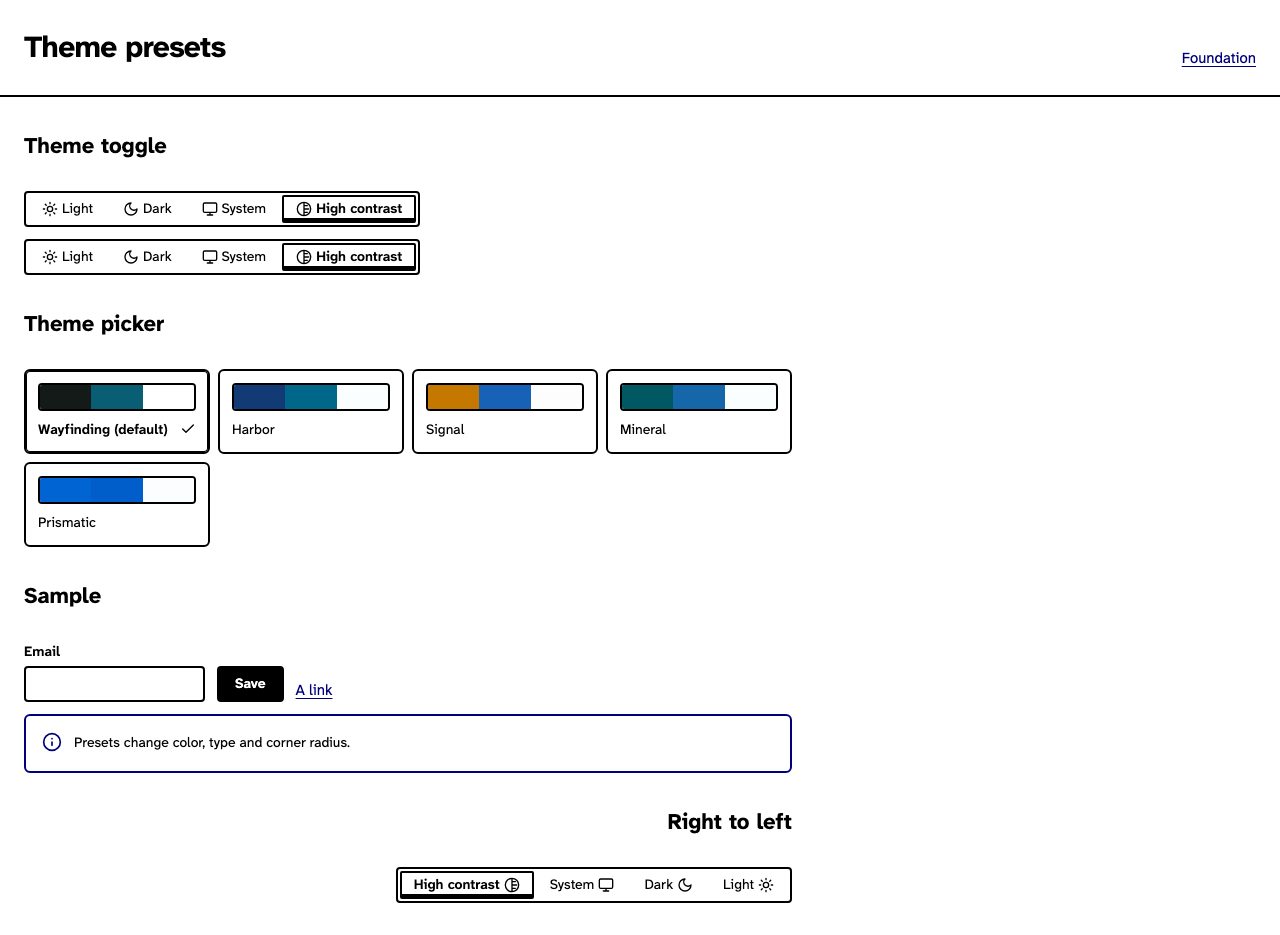 Theme presets
Foundation
Theme toggle
Light Dark System High contrast
Light Dark System High contrast
Theme picker
Wayfinding (default) Harbor Signal Mineral
Prismatic
Sample
Email
Save A link
Presets change color, type and corner radius.
Right to left
High contrast System Dark Light